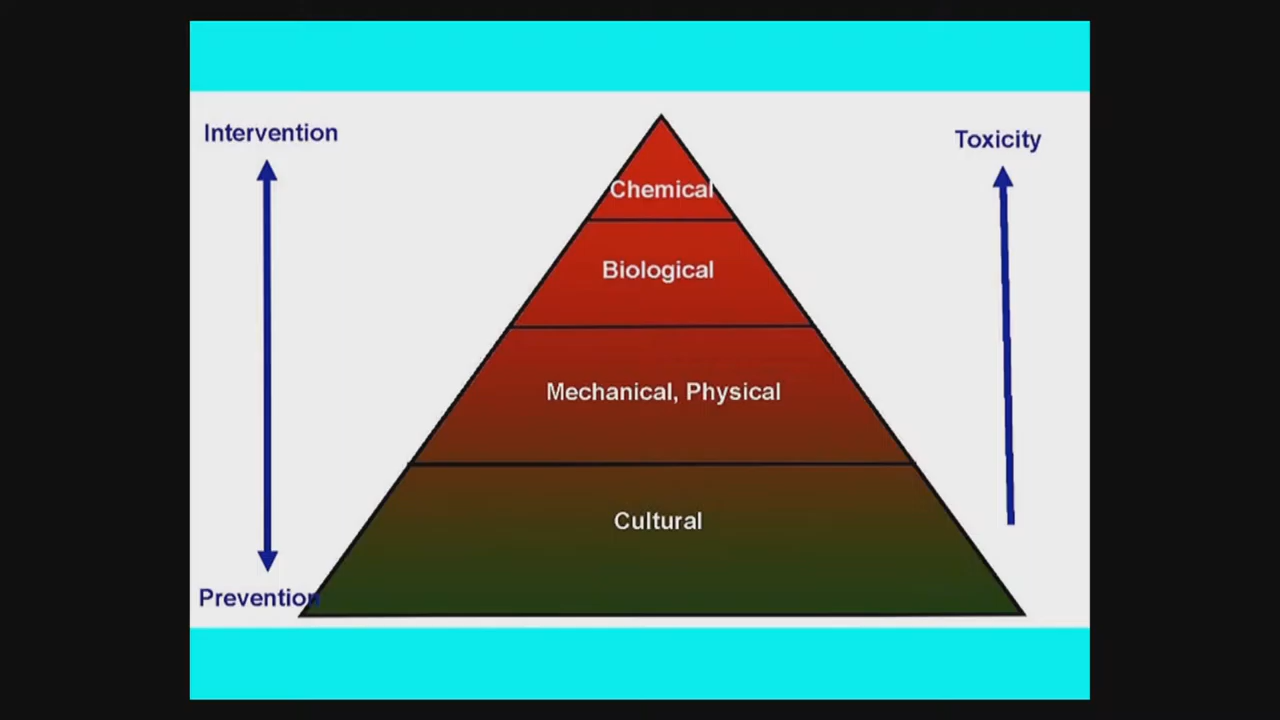 Intervention
Toxicity
Chemical
Biological
Mechanical, Physical
Cultural
Prevention